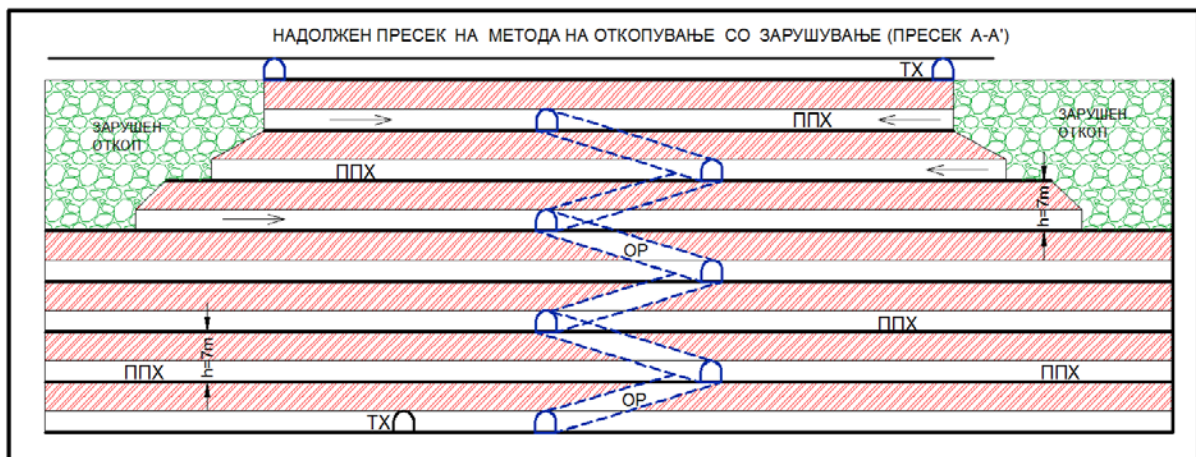 НАДОЛЖЕН ПРЕСЕК НА МЕТОДА НА ОТКОПУВАЊЕ СО ЗАРУШУВАЊЕ (ПРЕСЕК А-А')
ТХ
ЗАРУШЕН
ОТКОП
ППХ
ЗАРУШЕН
ОТКОП
ППХ
h=7m
ОР
ППХ
h=7m
ППХ
ППХ
ОР
ТХ